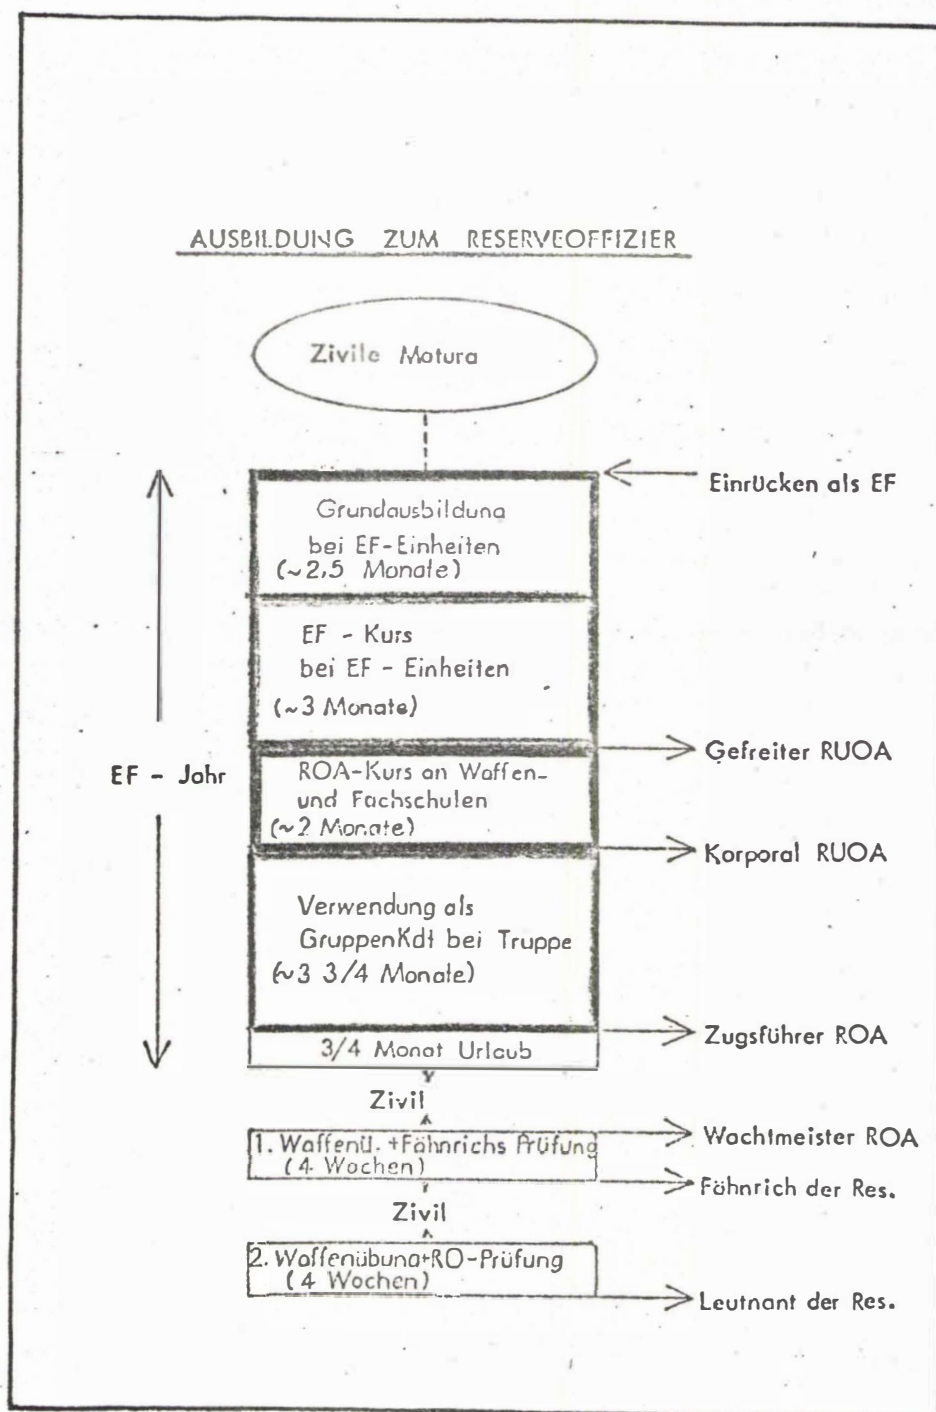 AUSBILDUNG ZUM RESERVEOFFIZIER
Zivile Matura
Einrücken als EF
Grundausbildung
bei EF-Einheiten
(~2,5 Monate)
EF - Kurs
bei EF - Einheiten
(~3 Monate)
Gefreiter RUOA
EF - Jahr
ROA-Kurs an Waffen-
und Fachschulen
(~2 Monate)
Korporal RUOA
Verwendung als
GruppenKdt bei Truppe
(~3 3/4 Monate)
Zugsführer ROA
3/4 Monat Urlaub
Zivil
1. Waffenü. +Fähnrichs Prüfung
(4 Wochen)
Wachtmeister ROA
Fähnrich der Res.
Zivil
2. Waffenübung+RO-Prüfung
(4 Wochen)
Leutnant der Res.